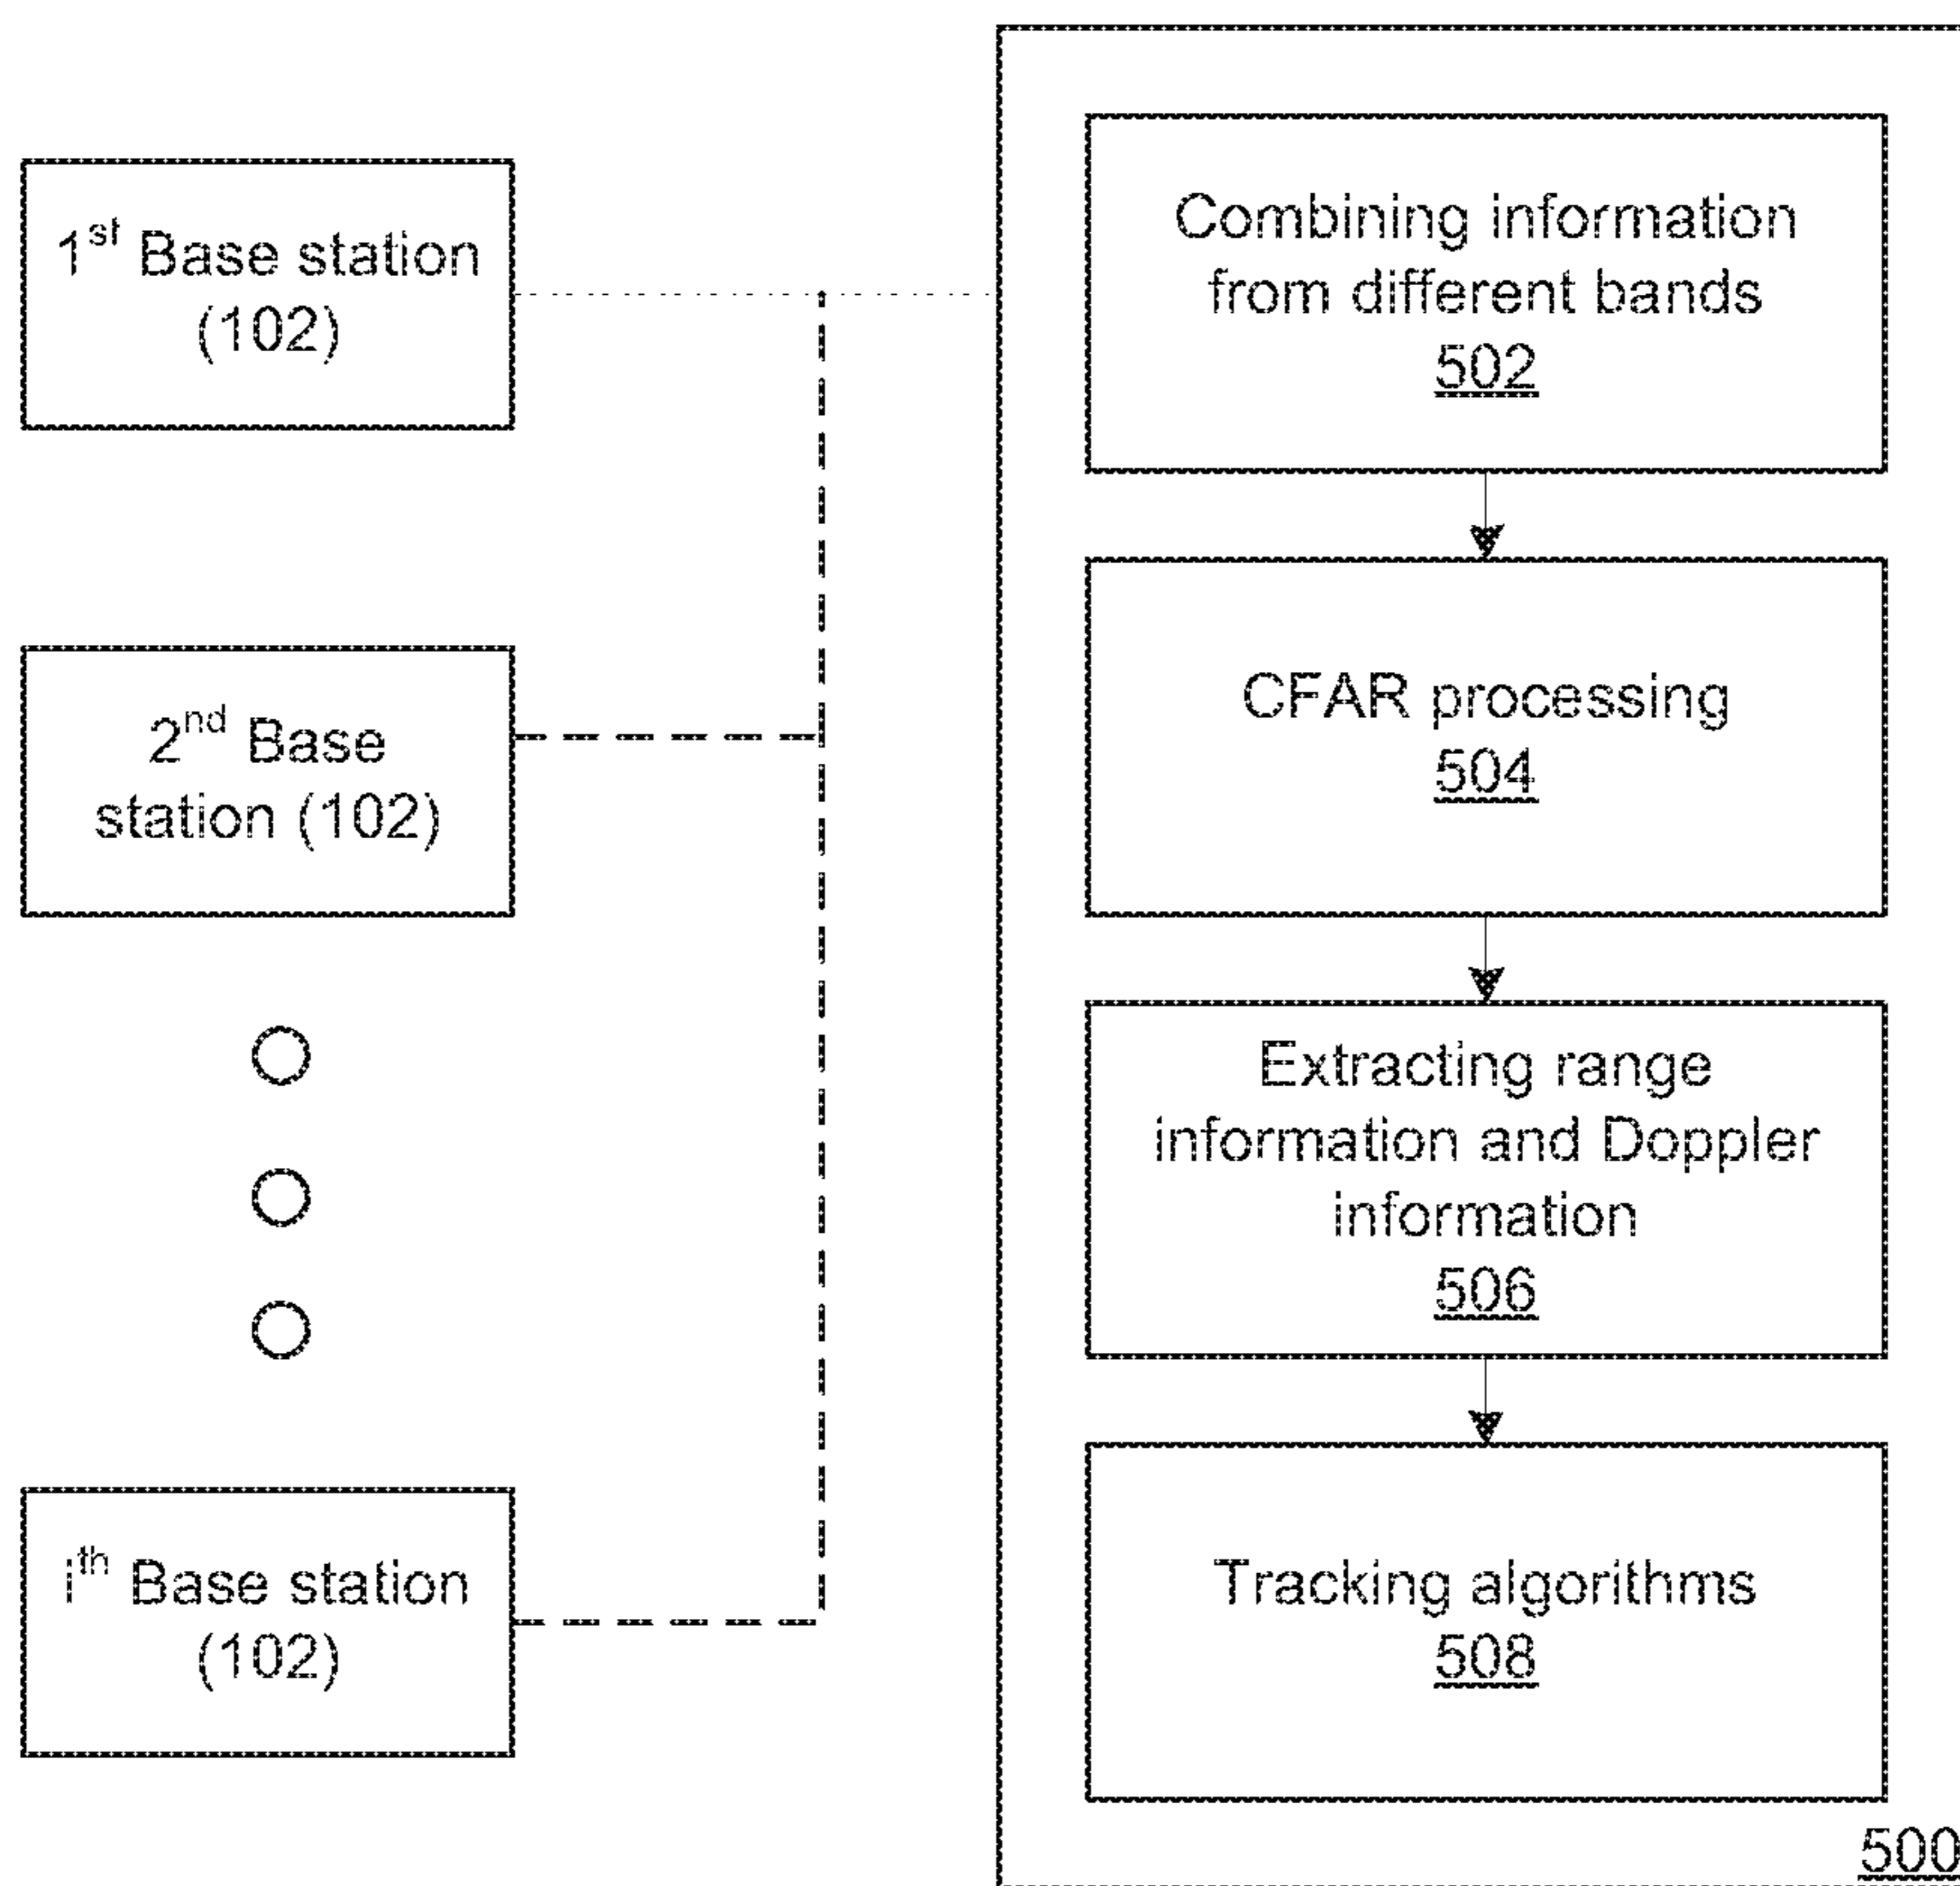 1st Base station
(102)
2nd Base
station (102)
ith Base station
(102)
Combining information
from different bands
502
CFAR processing
504
Extracting range
information and Doppler
information
506
Tracking algorithms
508
500